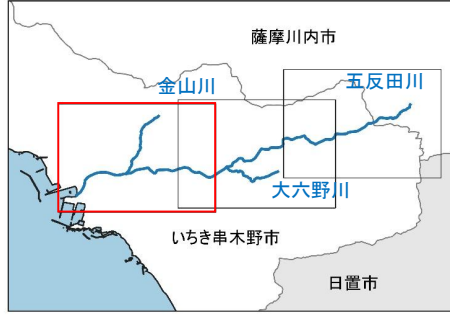 薩摩川内市
金山川
五反田川
大六野川
いちき串木野市
日置市